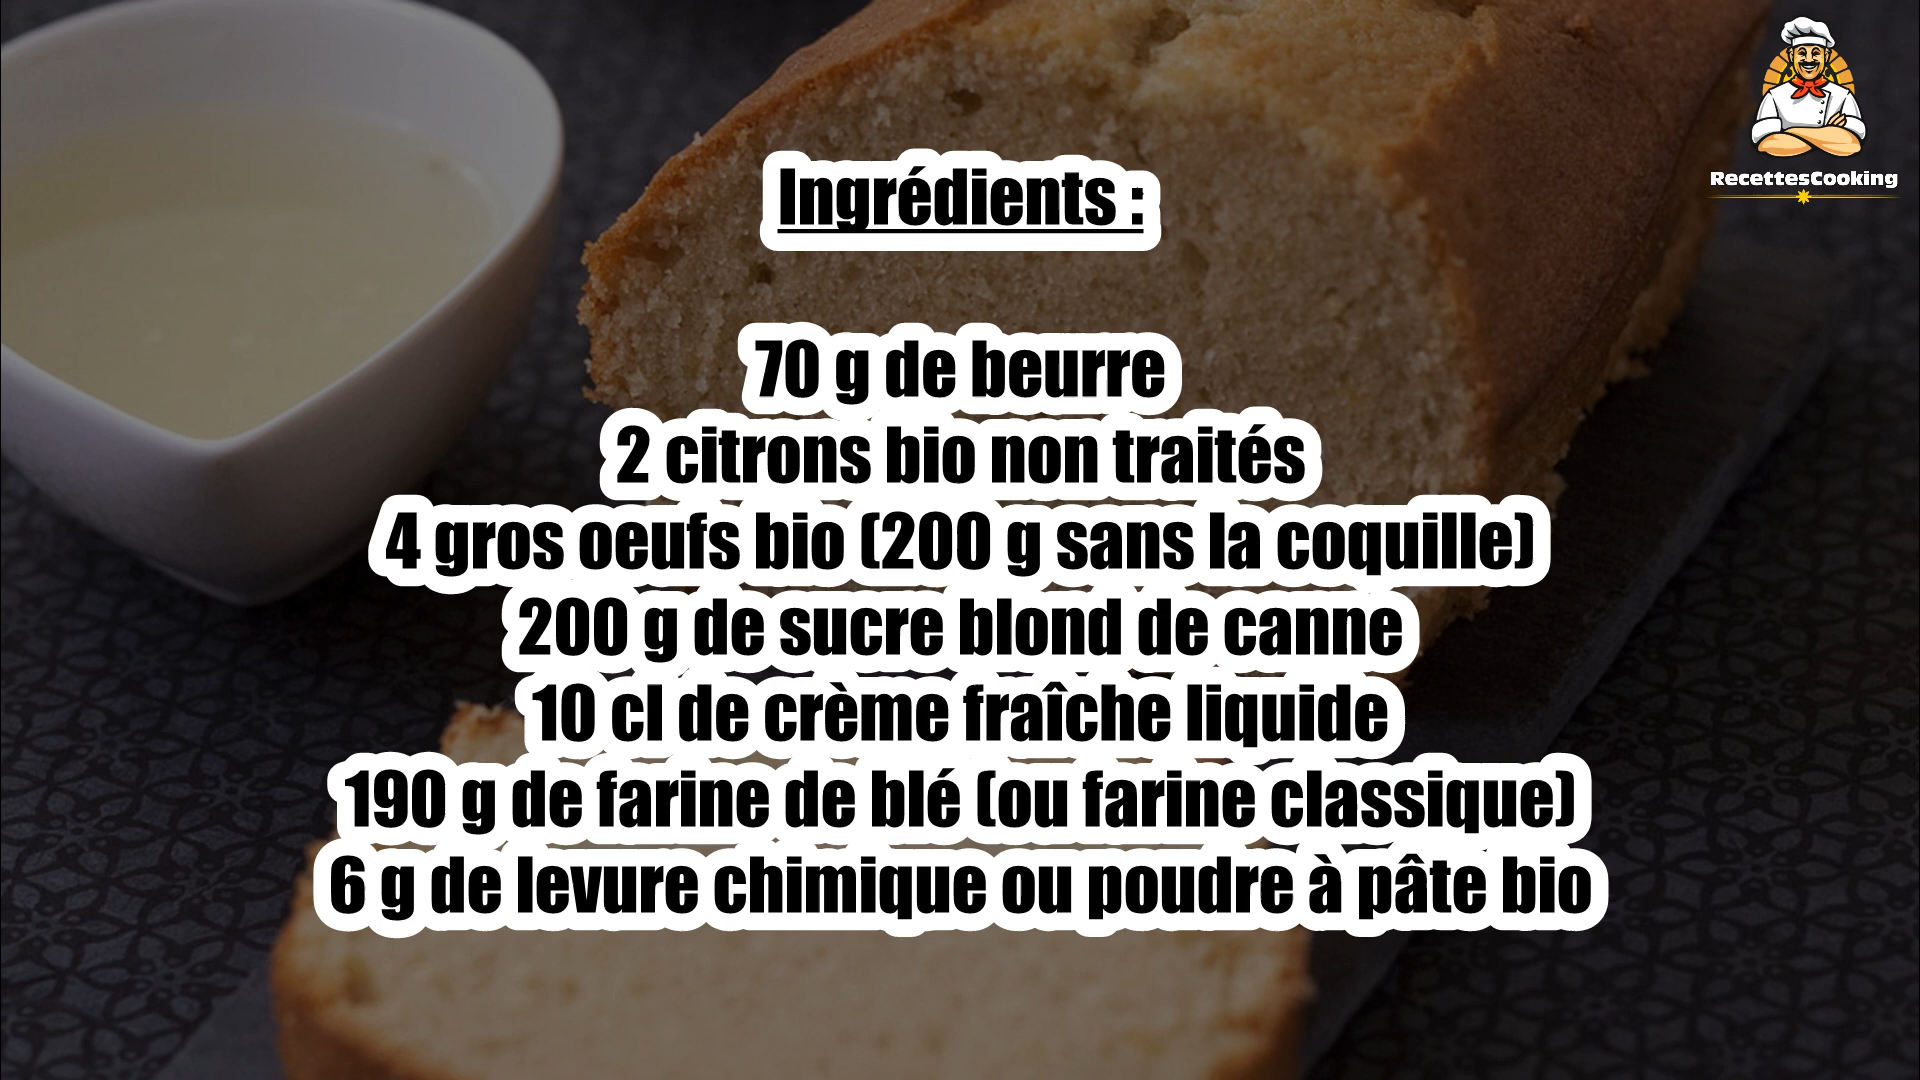 RecettesCooking
Ingrédients :
70 g de beurre
2 citrons bio non traités
4 gros oeufs bio (200 g sans la coquille)
200 g de sucre blond de canne
10 cl de crème fraîche liquide
190 g de farine de blé (ou farine classique)
6 g de levure chimique ou poudre à pâte bio